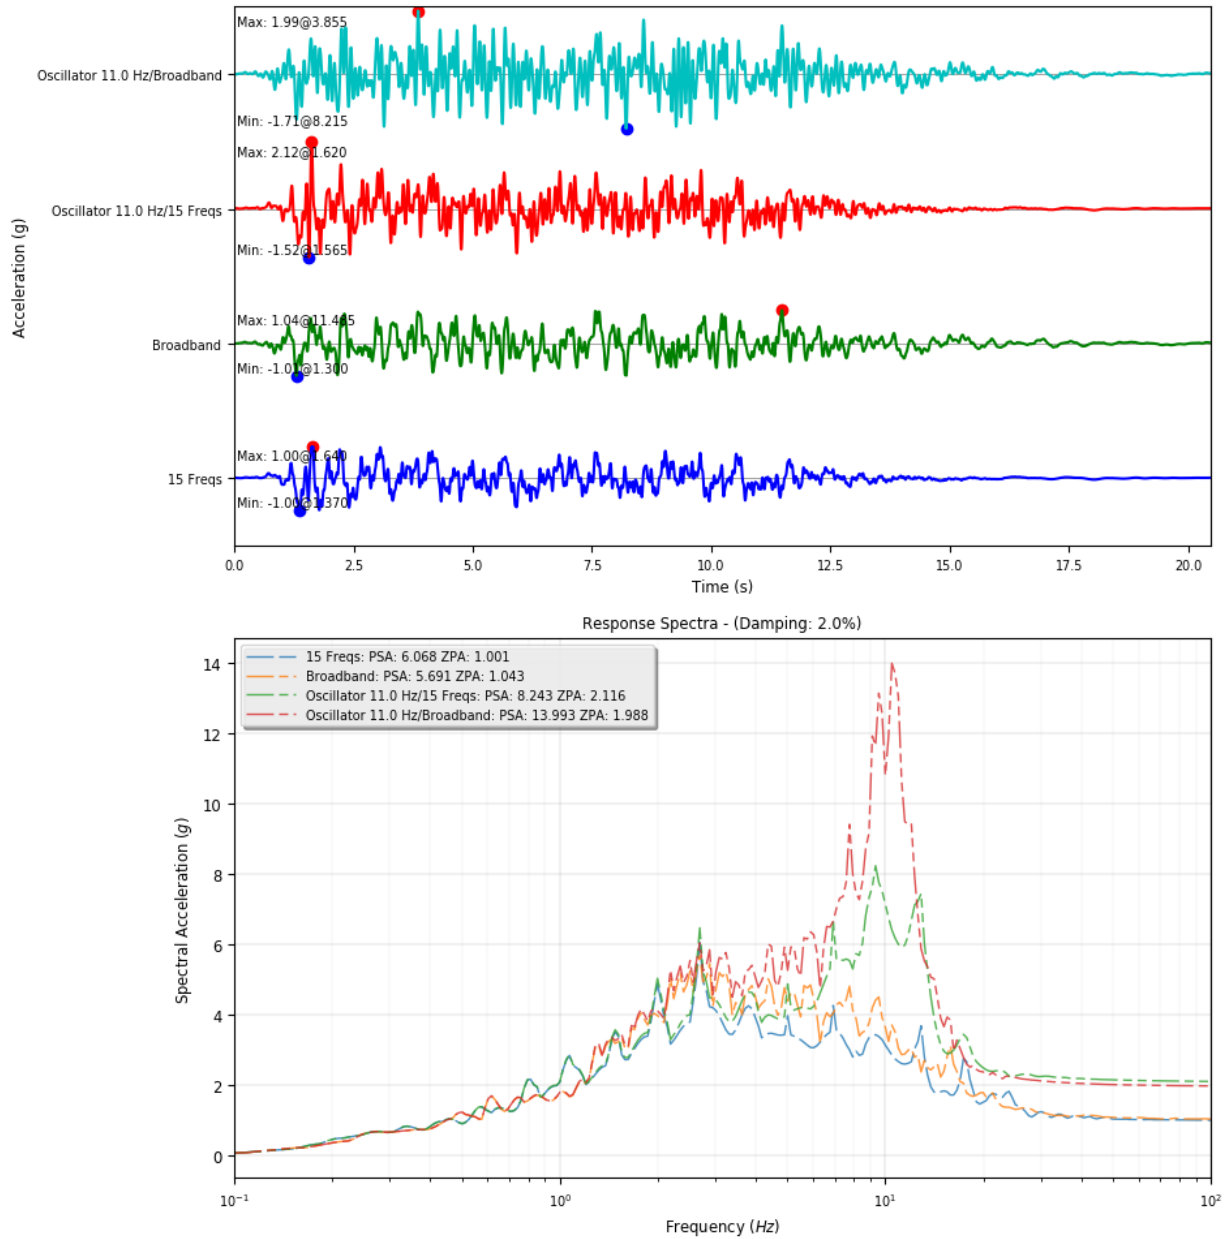 Max: 1.99@3.855
Oscillator 11.0 Hz/Broadband
Min: -1.71@8.215
Max: 2.12@1.620
Oscillator 11.0 Hz/15 Freqs
Min: -1.52@1.565
Max: 1.04@11.485
Broadband
Min: -1.01@1.300
Max: 1.00@1.640
15 Freqs
Min: -1.00@1.370
Acceleration (g)
0.0 2.5 5.0 7.5 10.0 12.5 15.0 17.5 20.0
Time (s)
Response Spectra - (Damping: 2.0%)
15 Freqs: PSA: 6.068 ZPA: 1.001
Broadband: PSA: 5.691 ZPA: 1.043
Oscillator 11.0 Hz/15 Freqs: PSA: 8.243 ZPA: 2.116
Oscillator 11.0 Hz/Broadband: PSA: 13.993 ZPA: 1.988
14
12
10
8
6
4
2
0
Spectral Acceleration (g)
10⁻¹ 10⁰ 10¹ 10²
Frequency (Hz)